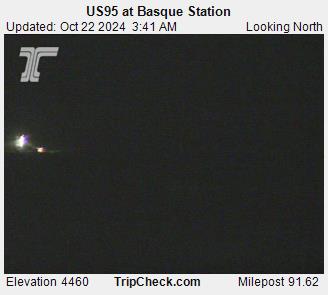 US95 at Basque Station
Updated: Oct 22 2024 3:41 AM Looking North
Elevation 4460 TripCheck.com Milepost 91.62